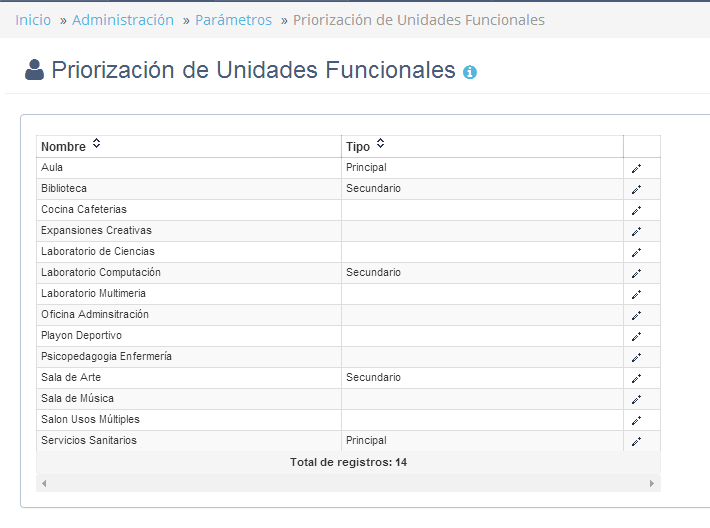 Inicio » Administración » Parámetros » Priorización de Unidades Funcionales
Priorización de Unidades Funcionales
Nombre Tipo
Aula Principal
Biblioteca Secundario
Cocina Cafeterias
Expansiones Creativas
Laboratorio de Ciencias
Laboratorio Computación Secundario
Laboratorio Multimeria
Oficina Adminsitración
Playon Deportivo
Psicopedagogia Enfermería
Sala de Arte Secundario
Sala de Música
Salon Usos Múltiples
Servicios Sanitarios Principal
Total de registros: 14